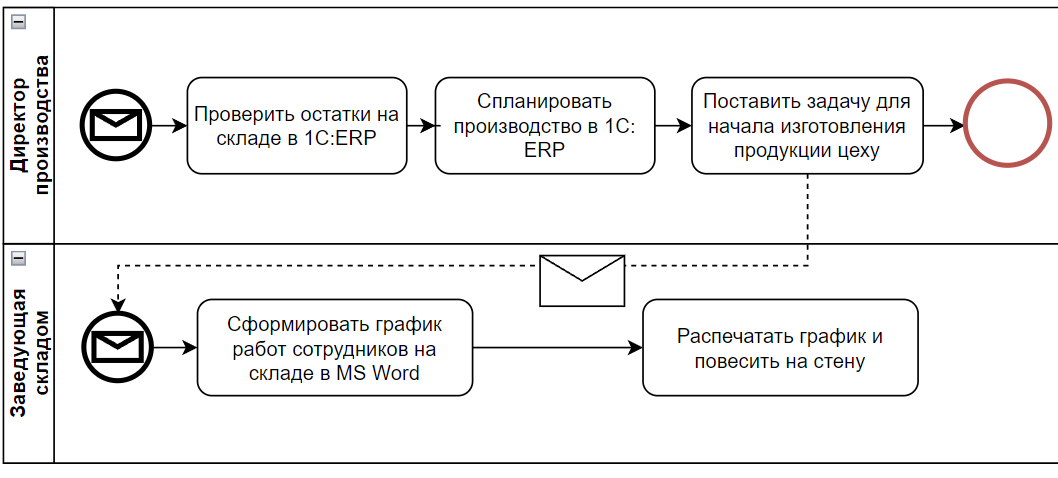 Директор
производства
Проверить остатки на
складе в 1С:ERP
Спланировать
производство в 1С:
ERP
Поставить задачу для
начала изготовления
продукции цеху
Заведующая
складом
Сформировать график
работ сотрудников на
складе в MS Word
Распечатать график и
повесить на стену